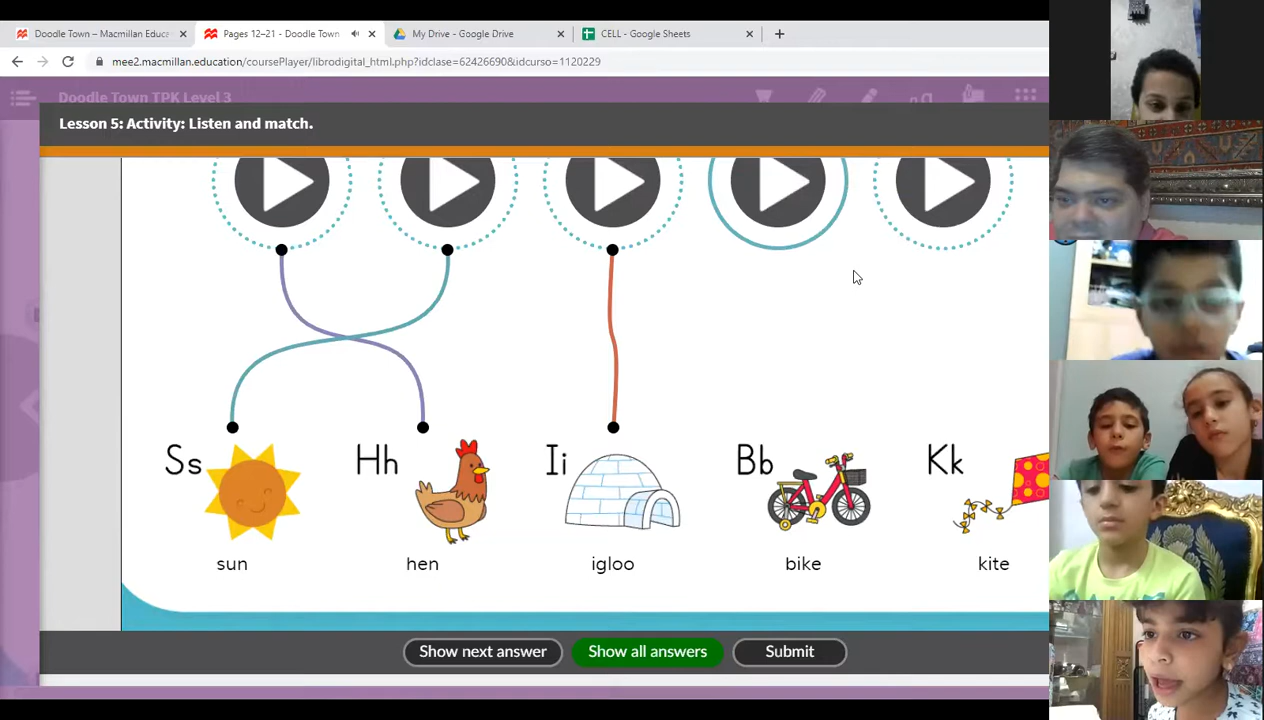 Doodle Town – Macmillan Educa
Pages 12–21 - Doodle Town
My Drive - Google Drive
CELL - Google Sheets
mee2.macmillan.education/coursePlayer/librodigital_html.php?idclase=62426690&idcurso=1120229
Doodle Town TPK Level 3
Lesson 5: Activity: Listen and match.
Ss
Hh
Ii
Bb
Kk
sun
hen
igloo
bike
kite
Show next answer
Show all answers
Submit